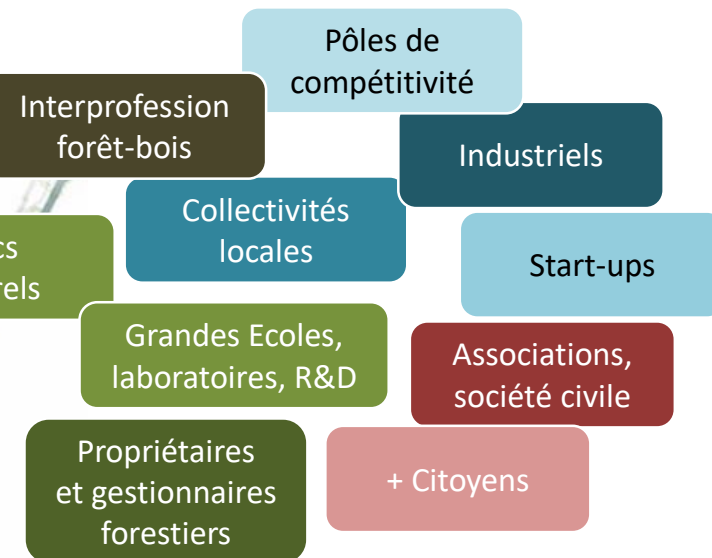 Pôles de
compétitivité
Interprofession
forêt-bois
Industriels
Collectivités
locales
Start-ups
Grandes Ecoles,
laboratoires, R&D
Associations,
société civile
Propriétaires
et gestionnaires
forestiers
+ Citoyens